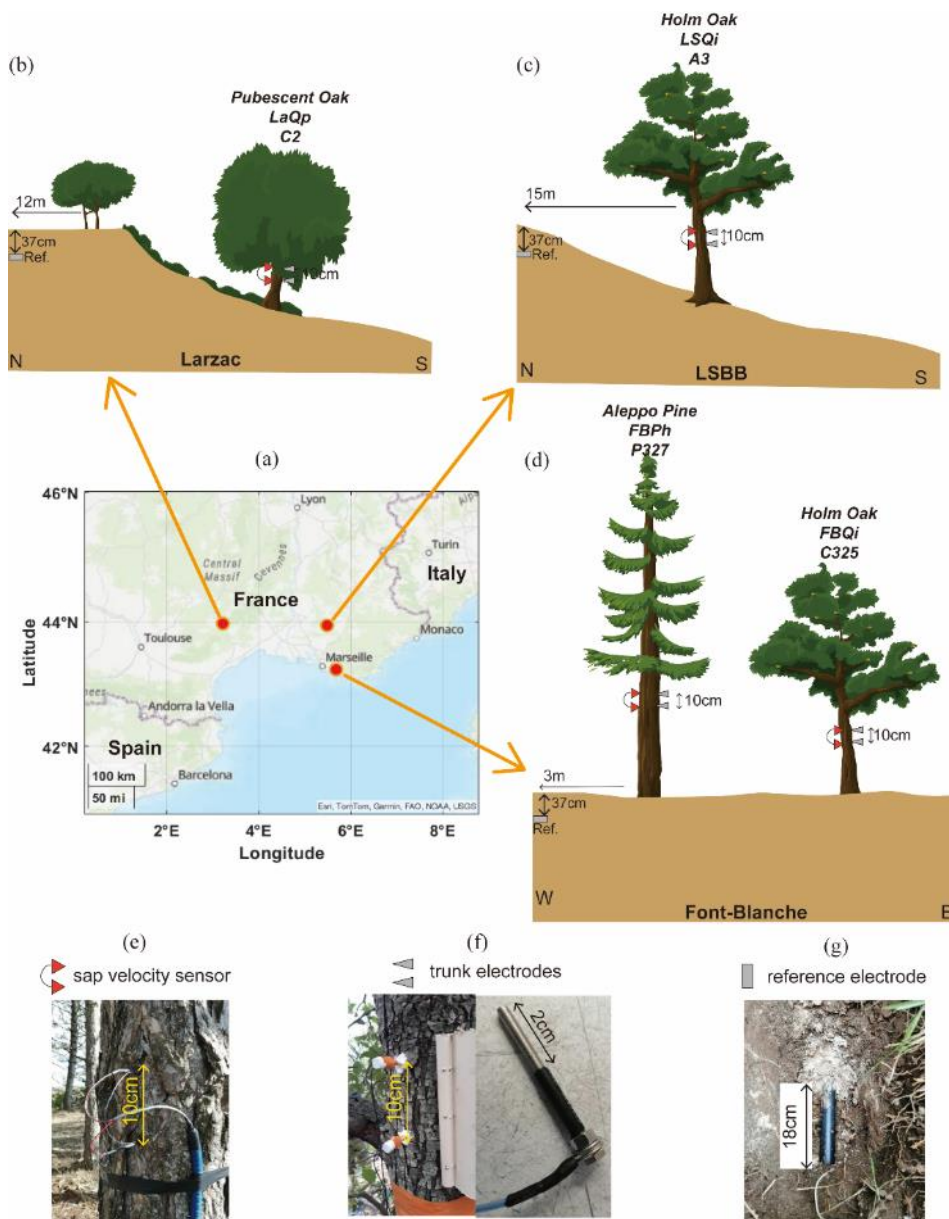 (b)
Pubescent Oak
LaQp
C2
12m
37cm
Ref.
10cm
N
Larzac
S
(c)
Holm Oak
LSQi
A3
15m
37cm
Ref.
10cm
N
LSBB
S
(a)
46°N
44°N
42°N
Latitude
Lyon
Turin
Italy
Central
Massif
Cevennes
France
Toulouse
Marseille
Monaco
Andorra la Vella
Spain
Barcelona
100 km
50 mi
Esri, TomTom, Garmin, FAO, NOAA, USGS
2°E
4°E
6°E
8°E
Longitude
(d)
Aleppo Pine
FBPh
P327
Holm Oak
FBQi
C325
10cm
10cm
3m
37cm
Ref.
W
Font-Blanche
E
(e)
sap velocity sensor
10cm
(f)
trunk electrodes
10cm
2cm
(g)
reference electrode
18cm